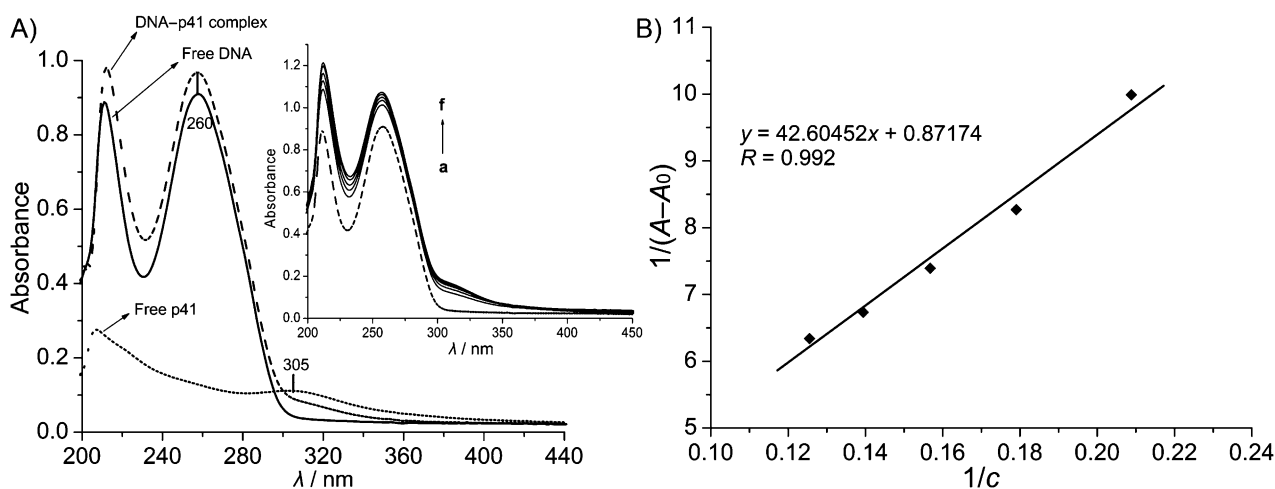 A)
DNA–p41 complex
Free DNA
260
Free p41
305
Absorbance
1.0
0.8
0.6
0.4
0.2
0.0
200 240 280 320 360 400 440
λ / nm
f
a
Absorbance
1.2
1.0
0.8
0.6
0.4
0.2
0.0
200 250 300 350 400 450
λ / nm
B)
y = 42.60452x + 0.87174
R = 0.992
1/(A–A0)
11
10
9
8
7
6
5
0.10 0.12 0.14 0.16 0.18 0.20 0.22 0.24
1/c